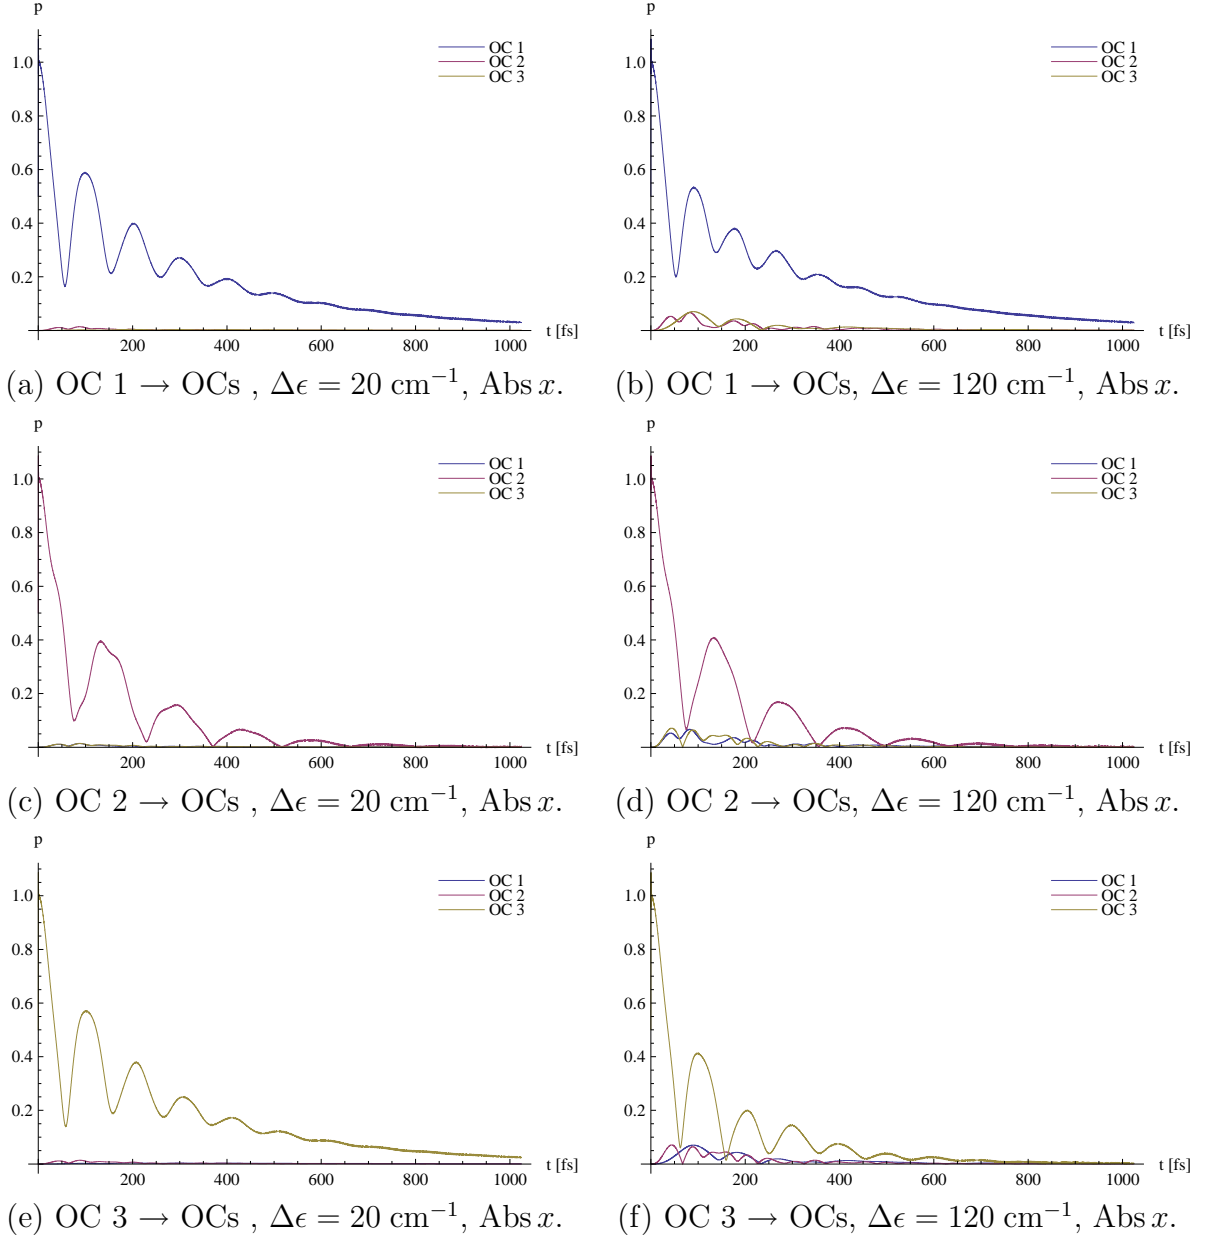 p
OC 1
OC 2
OC 3
1.0
0.8
0.6
0.4
0.2
200 400 600 800 1000
t [fs]
(a) OC 1 → OCs , Δϵ = 20 cm⁻¹, Abs x.
p
OC 1
OC 2
OC 3
1.0
0.8
0.6
0.4
0.2
200 400 600 800 1000
t [fs]
(b) OC 1 → OCs, Δϵ = 120 cm⁻¹, Abs x.
p
OC 1
OC 2
OC 3
1.0
0.8
0.6
0.4
0.2
200 400 600 800 1000
t [fs]
(c) OC 2 → OCs , Δϵ = 20 cm⁻¹, Abs x.
p
OC 1
OC 2
OC 3
1.0
0.8
0.6
0.4
0.2
200 400 600 800 1000
t [fs]
(d) OC 2 → OCs, Δϵ = 120 cm⁻¹, Abs x.
p
OC 1
OC 2
OC 3
1.0
0.8
0.6
0.4
0.2
200 400 600 800 1000
t [fs]
(e) OC 3 → OCs , Δϵ = 20 cm⁻¹, Abs x.
p
OC 1
OC 2
OC 3
1.0
0.8
0.6
0.4
0.2
200 400 600 800 1000
t [fs]
(f) OC 3 → OCs, Δϵ = 120 cm⁻¹, Abs x.